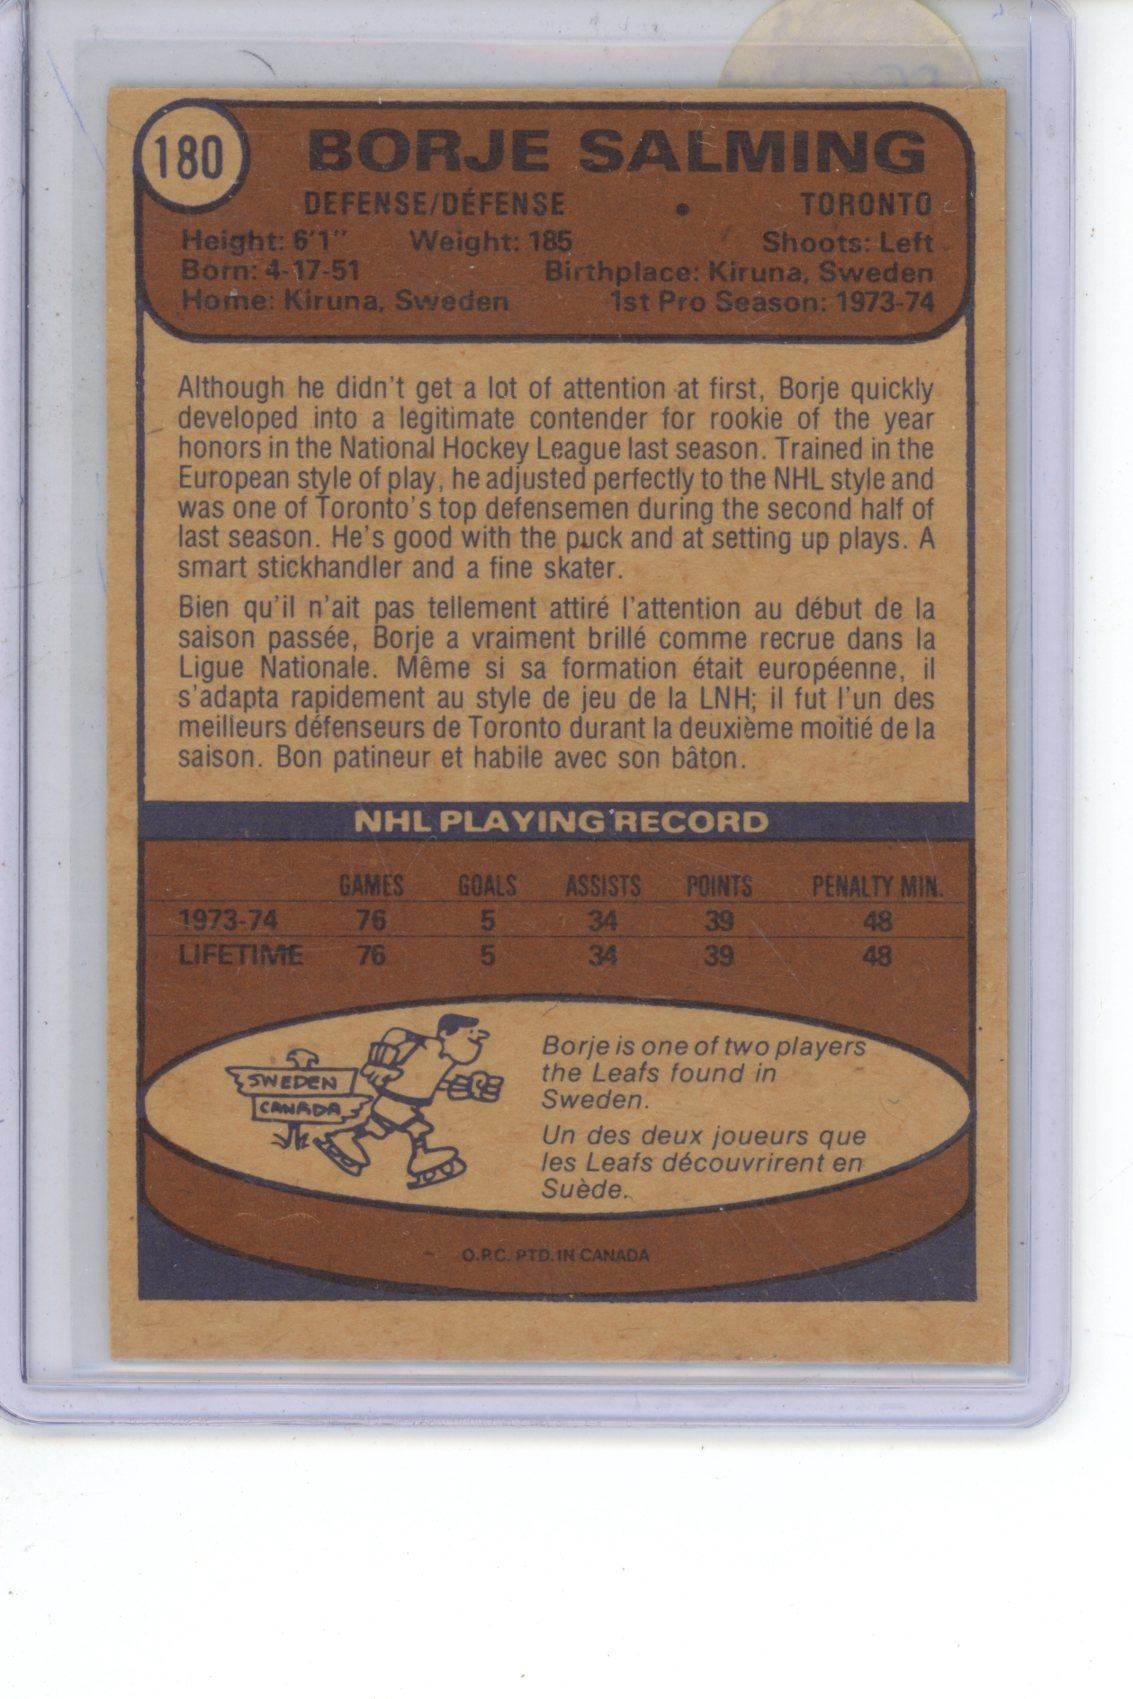 180
BORJE SALMING
DEFENSE/DÉFENSE • TORONTO
Height: 6'1" Weight: 185 Shoots: Left
Born: 4-17-51 Birthplace: Kiruna, Sweden
Home: Kiruna, Sweden 1st Pro Season: 1973-74
Although he didn't get a lot of attention at first, Borje quickly
developed into a legitimate contender for rookie of the year
honors in the National Hockey League last season. Trained in the
European style of play, he adjusted perfectly to the NHL style and
was one of Toronto's top defensemen during the second half of
last season. He's good with the puck and at setting up plays. A
smart stickhandler and a fine skater.
Bien qu'il n'ait pas tellement attiré l'attention au début de la
saison passée, Borje a vraiment brillé comme recrue dans la
Ligue Nationale. Même si sa formation était européenne, il
s'adapta rapidement au style de jeu de la LNH; il fut l'un des
meilleurs défenseurs de Toronto durant la deuxième moitié de la
saison. Bon patineur et habile avec son bâton.
NHL PLAYING RECORD
GAMES GOALS ASSISTS POINTS PENALTY MIN.
1973-74 76 5 34 39 48
LIFETIME 76 5 34 39 48
SWEDEN
CANADA
Borje is one of two players
the Leafs found in
Sweden.
Un des deux joueurs que
les Leafs découvrirent en
Suède.
O.P.C. PTD. IN CANADA